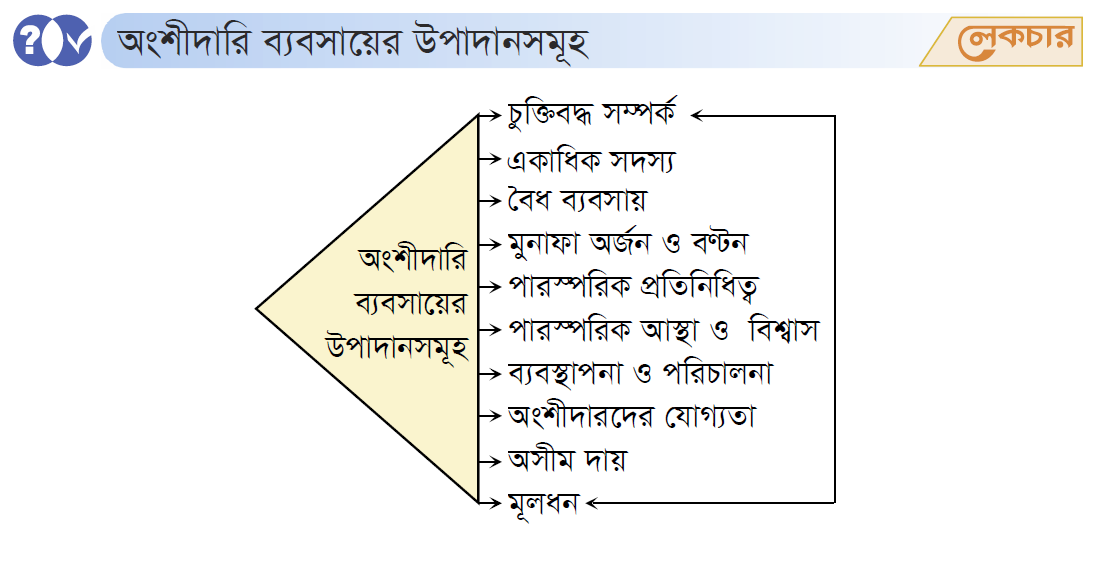 অংশীদারি ব্যবসায়ের উপাদানসমূহ
লেকচার
চুক্তিবদ্ধ সম্পর্ক
একাধিক সদস্য
বৈধ ব্যবসায়
মুনাফা অর্জন ও বণ্টন
অংশীদারি
ব্যবসায়ের
উপাদানসমূহ
পারস্পরিক প্রতিনিধিত্ব
পারস্পরিক আস্থা ও বিশ্বাস
ব্যবস্থাপনা ও পরিচালনা
অংশীদারদের যোগ্যতা
অসীম দায়
মূলধন